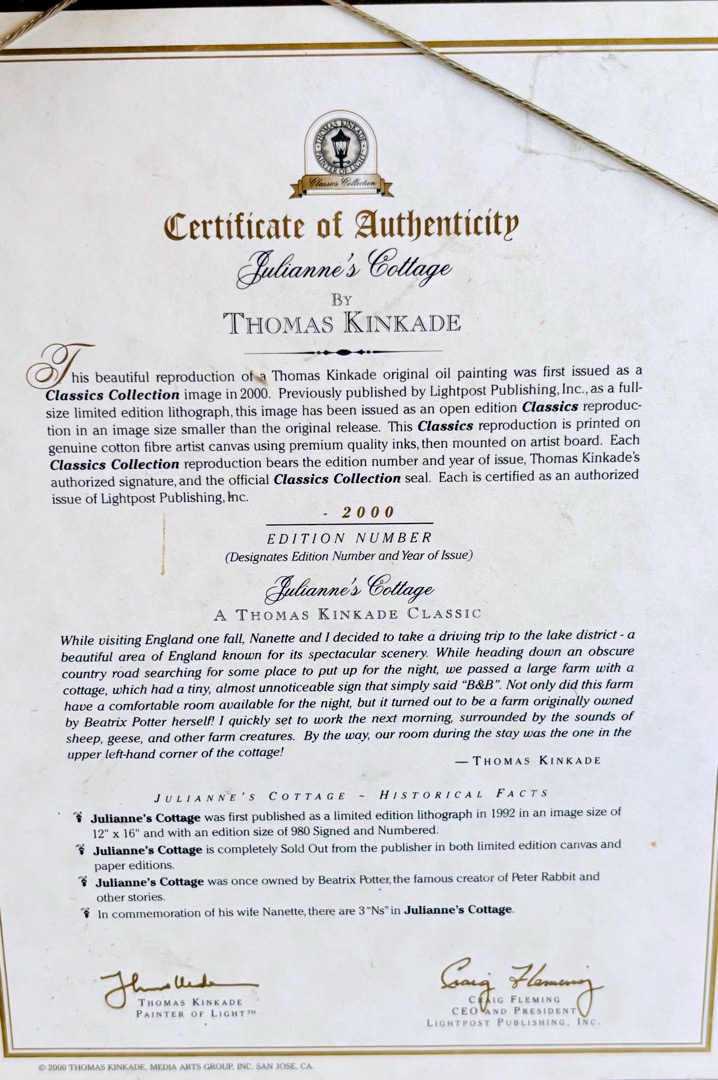 THOMAS KINKADE
PAINTER OF LIGHT
Classics Collection
Certificate of Authenticity
Julianne's Cottage
BY
THOMAS KINKADE
This beautiful reproduction of a Thomas Kinkade original oil painting was first issued as a
Classics Collection image in 2000. Previously published by Lightpost Publishing, Inc., as a full-
size limited edition lithograph, this image has been issued as an open edition Classics reproduc-
tion in an image size smaller than the original release. This Classics reproduction is printed on
genuine cotton fibre artist canvas using premium quality inks, then mounted on artist board. Each
Classics Collection reproduction bears the edition number and year of issue, Thomas Kinkade's
authorized signature, and the official Classics Collection seal. Each is certified as an authorized
issue of Lightpost Publishing, Inc.
- 2000
EDITION NUMBER
(Designates Edition Number and Year of Issue)
Julianne's Cottage
A THOMAS KINKADE CLASSIC
While visiting England one fall, Nanette and I decided to take a driving trip to the lake district - a
beautiful area of England known for its spectacular scenery. While heading down an obscure
country road searching for some place to put up for the night, we passed a large farm with a
cottage, which had a tiny, almost unnoticeable sign that simply said "B&B". Not only did this farm
have a comfortable room available for the night, but it turned out to be a farm originally owned
by Beatrix Potter herself! I quickly set to work the next morning, surrounded by the sounds of
sheep, geese, and other farm creatures. By the way, our room during the stay was the one in the
upper left-hand corner of the cottage!
— THOMAS KINKADE
JULIANNE'S COTTAGE ~ HISTORICAL FACTS
Julianne's Cottage was first published as a limited edition lithograph in 1992 in an image size of
12" x 16" and with an edition size of 980 Signed and Numbered.
Julianne's Cottage is completely Sold Out from the publisher in both limited edition canvas and
paper editions.
Julianne's Cottage was once owned by Beatrix Potter, the famous creator of Peter Rabbit and
other stories.
In commemoration of his wife Nanette, there are 3 "Ns" in Julianne's Cottage.
Craig Fleming
THOMAS KINKADE
PAINTER OF LIGHT™
CRAIG FLEMING
CEO AND PRESIDENT
LIGHTPOST PUBLISHING, INC.
© 2000 THOMAS KINKADE, MEDIA ARTS GROUP, INC. SAN JOSE, CA.